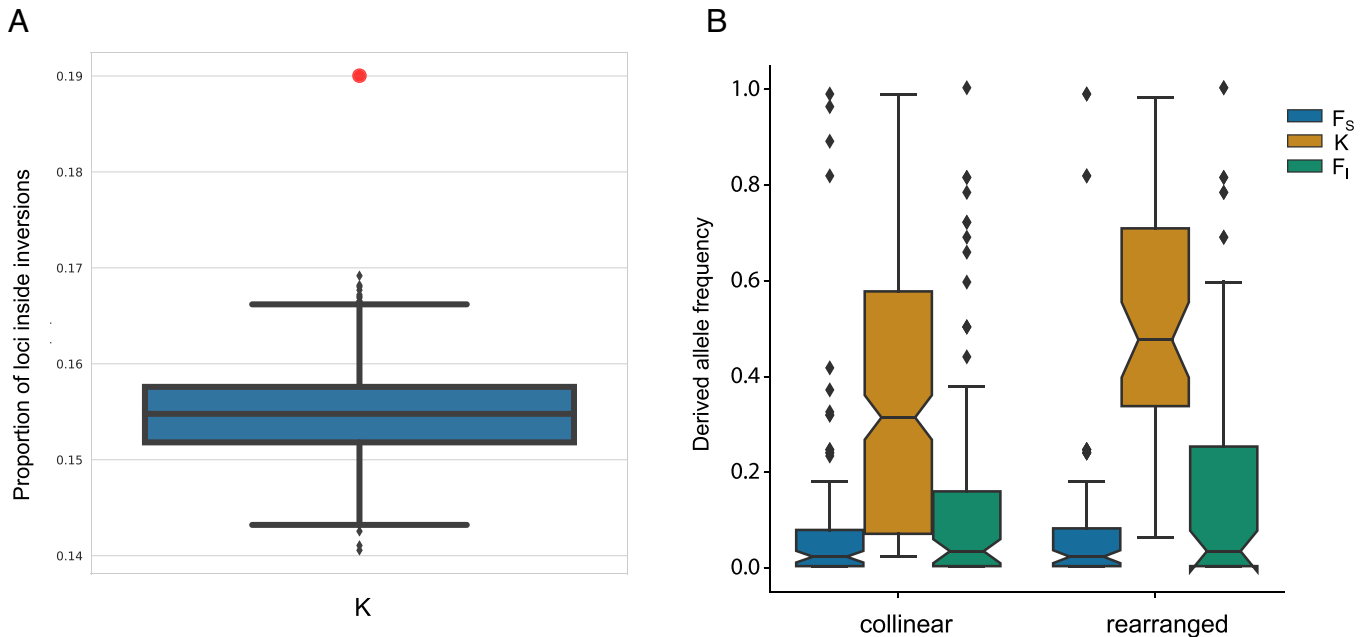 A
B
Proportion of loci inside inversions
0.19
0.18
0.17
0.16
0.15
0.14
K
Derived allele frequency
1.0
0.8
0.6
0.4
0.2
0.0
collinear
rearranged
FS
K
FI